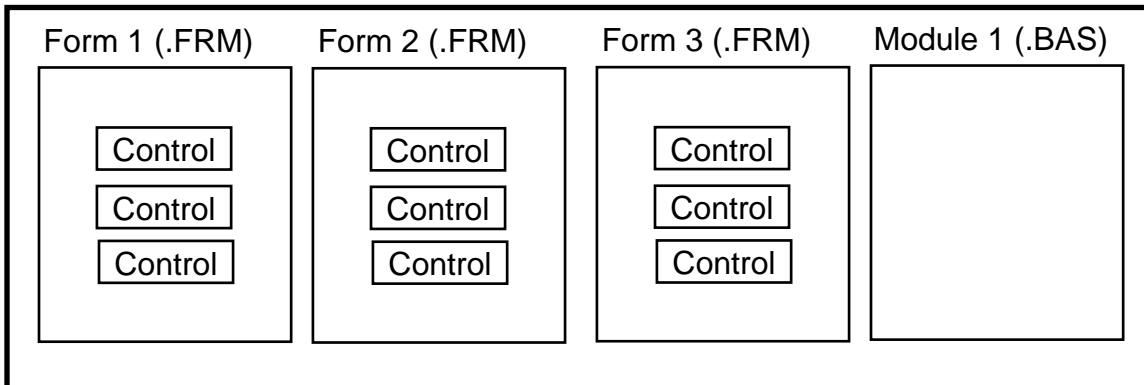 Form 1 (.FRM) Form 2 (.FRM) Form 3 (.FRM) Module 1 (.BAS)
Control Control Control
Control Control Control
Control Control Control